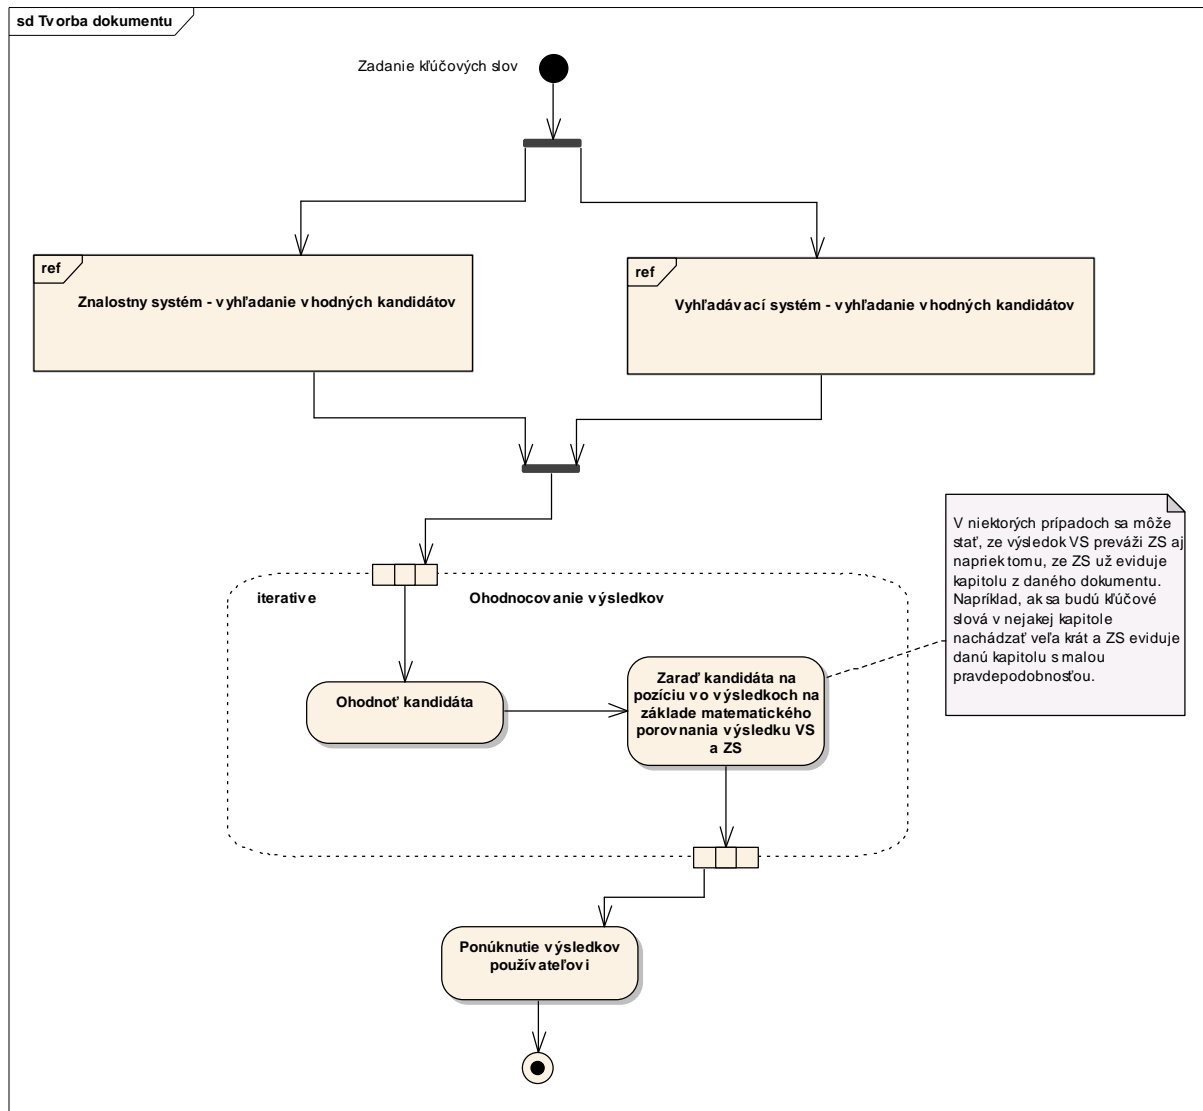 sd Tvorba dokumentu
Zadanie kľúčových slov
ref
Znalostny systém - vyhľadanie vhodných kandidátov
ref
Vyhľadávací systém - vyhľadanie vhodných kandidátov
V niektorých prípadoch sa môže
stať, ze výsledok VS preváži ZS aj
napriek tomu, ze ZS už eviduje
kapitolu z daného dokumentu.
Napríklad, ak sa budú kľúčové
slová v nejakej kapitole
nachádzať veľa krát a ZS eviduje
danú kapitolu s malou
pravdepodobnosťou.
iterative
Ohodnocovanie výsledkov
Ohodnoť kandidáta
Zaraď kandidáta na
pozíciu vo výsledkoch na
základe matematického
porovnania výsledku VS
a ZS
Ponúknutie výsledkov
používateľovi